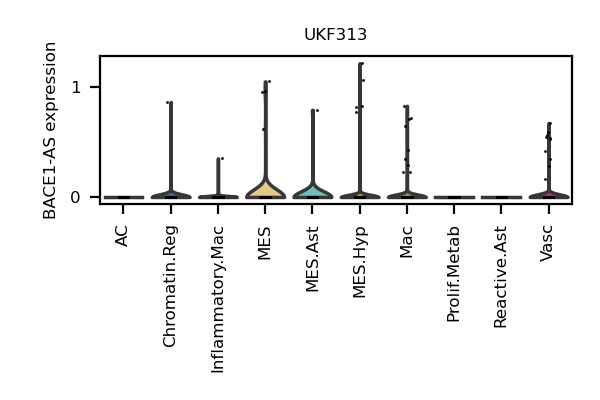 UKF313
BACE1-AS expression
1
0
AC
Chromatin.Reg
Inflammatory.Mac
MES
MES.Ast
MES.Hyp
Mac
Prolif.Metab
Reactive.Ast
Vasc